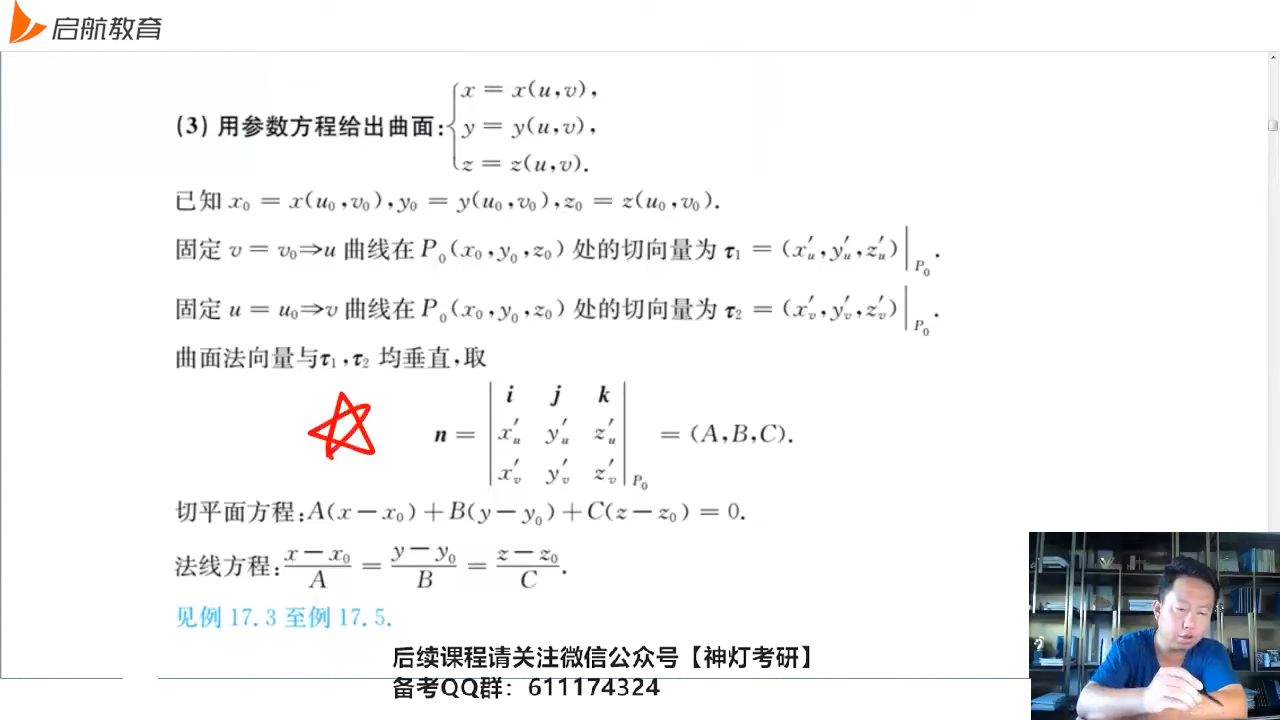 启航教育
(3) 用参数方程给出曲面:{x = x(u,v),
y = y(u,v),
z = z(u,v).
已知 x₀ = x(u₀,v₀),y₀ = y(u₀,v₀),z₀ = z(u₀,v₀).
固定 v = v₀⇒u 曲线在 P₀(x₀,y₀,z₀) 处的切向量为 τ₁ = (x′ᵤ,y′ᵤ,z′ᵤ)|P₀.
固定 u = u₀⇒v 曲线在 P₀(x₀,y₀,z₀) 处的切向量为 τ₂ = (x′ᵥ,y′ᵥ,z′ᵥ)|P₀.
曲面法向量与τ₁,τ₂ 均垂直,取
n = |i j k
x′ᵤ y′ᵤ z′ᵤ
x′ᵥ y′ᵥ z′ᵥ|P₀ = (A,B,C).
切平面方程:A(x−x₀)+B(y−y₀)+C(z−z₀) = 0.
法线方程:(x−x₀)/A = (y−y₀)/B = (z−z₀)/C.
见例 17.3 至例 17.5.
后续课程请关注微信公众号【神灯考研】
备考QQ群：611174324